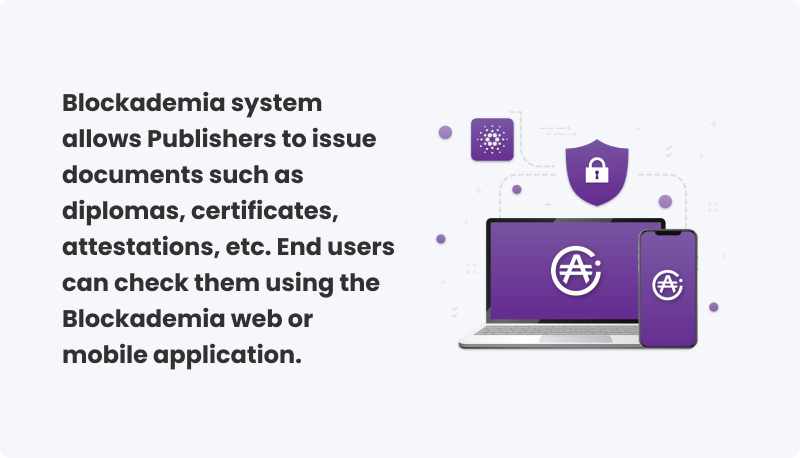 Blockademia system
allows Publishers to issue
documents such as
diplomas, certificates,
attestations, etc. End users
can check them using the
Blockademia web or
mobile application.